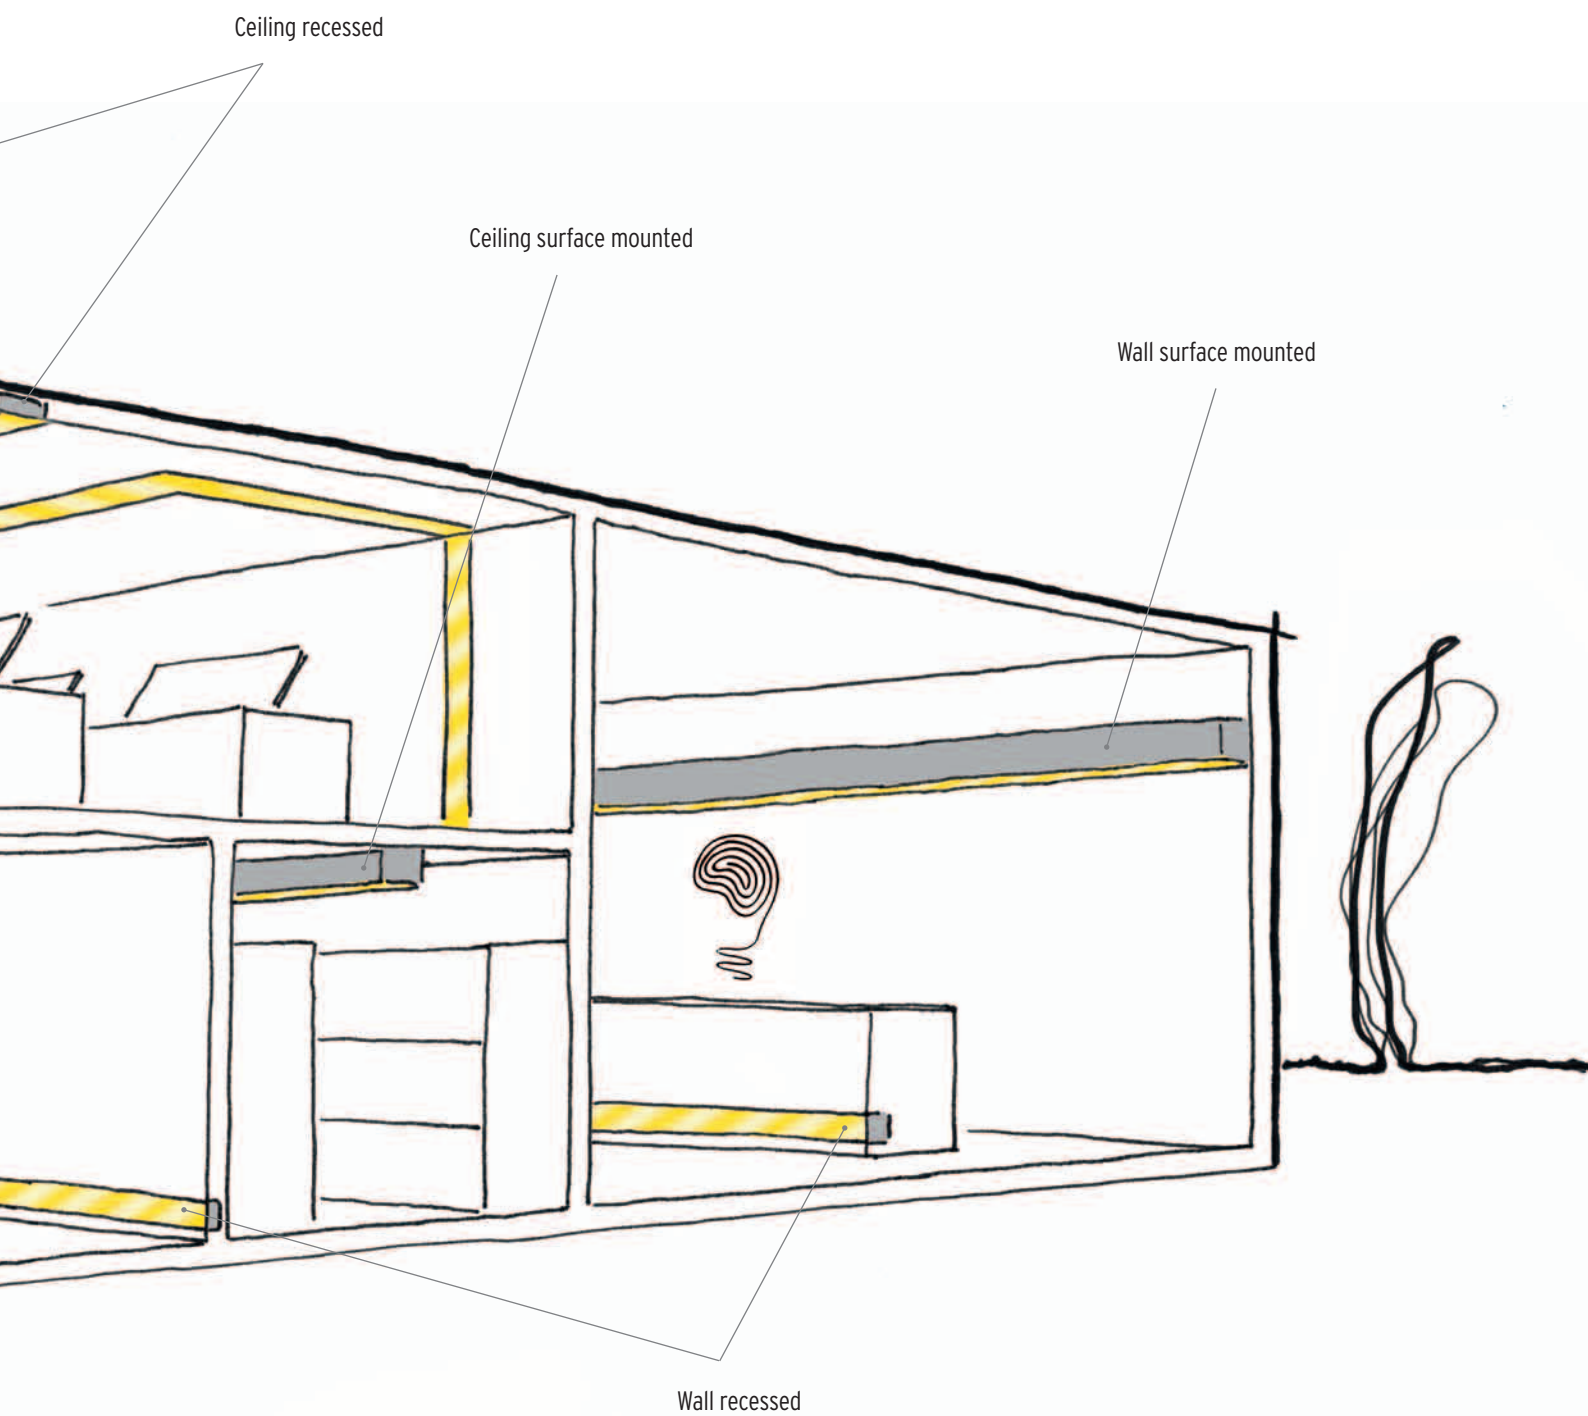 Ceiling recessed
Ceiling surface mounted
Wall surface mounted
Wall recessed